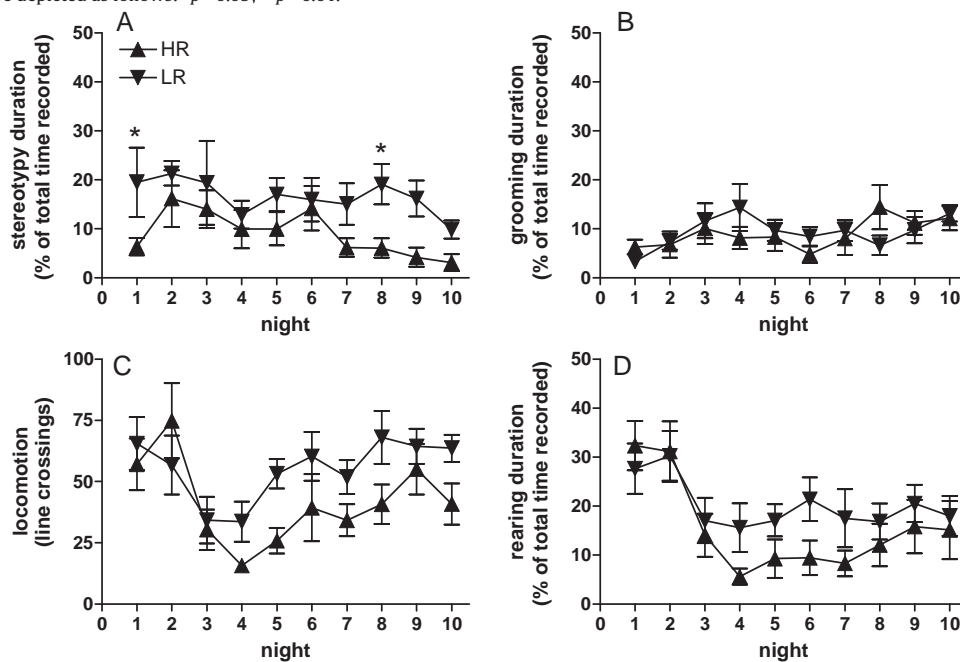 A
HR
LR
*
*
stereotypy duration
(% of total time recorded)
50
40
30
20
10
0
0 1 2 3 4 5 6 7 8 9 10
night
B
grooming duration
(% of total time recorded)
50
40
30
20
10
0
0 1 2 3 4 5 6 7 8 9 10
night
C
locomotion
(line crossings)
100
75
50
25
0
0 1 2 3 4 5 6 7 8 9 10
night
D
rearing duration
(% of total time recorded)
50
40
30
20
10
0
0 1 2 3 4 5 6 7 8 9 10
night